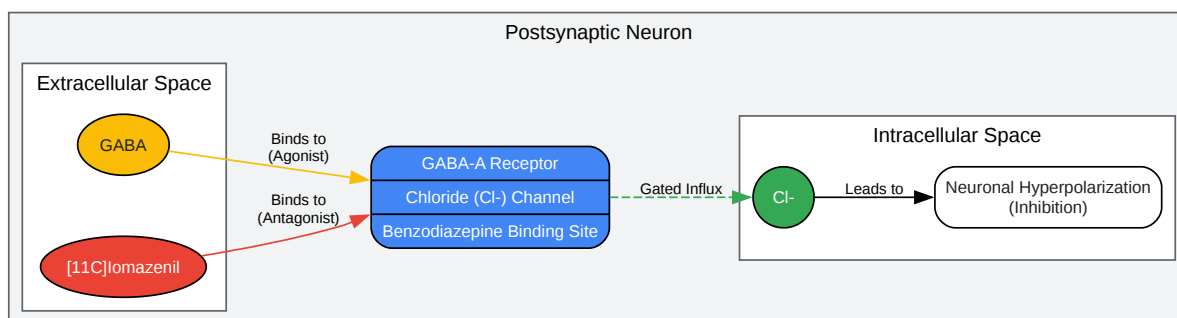 Postsynaptic Neuron
Extracellular Space
GABA
[11C]Iomazenil
Binds to
(Agonist)
Binds to
(Antagonist)
GABA-A Receptor
Chloride (Cl-) Channel
Benzodiazepine Binding Site
Gated Influx
Intracellular Space
Cl-
Leads to
Neuronal Hyperpolarization
(Inhibition)